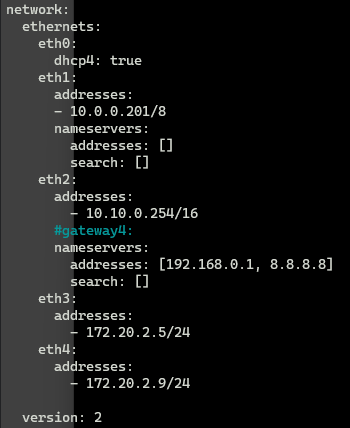 network:
  ethernets:
    eth0:
      dhcp4: true
    eth1:
      addresses:
      - 10.0.0.201/8
      nameservers:
        addresses: []
        search: []
    eth2:
      addresses:
        - 10.10.0.254/16
      #gateway4:
      nameservers:
        addresses: [192.168.0.1, 8.8.8.8]
        search: []
    eth3:
      addresses:
        - 172.20.2.5/24
    eth4:
      addresses:
        - 172.20.2.9/24

  version: 2